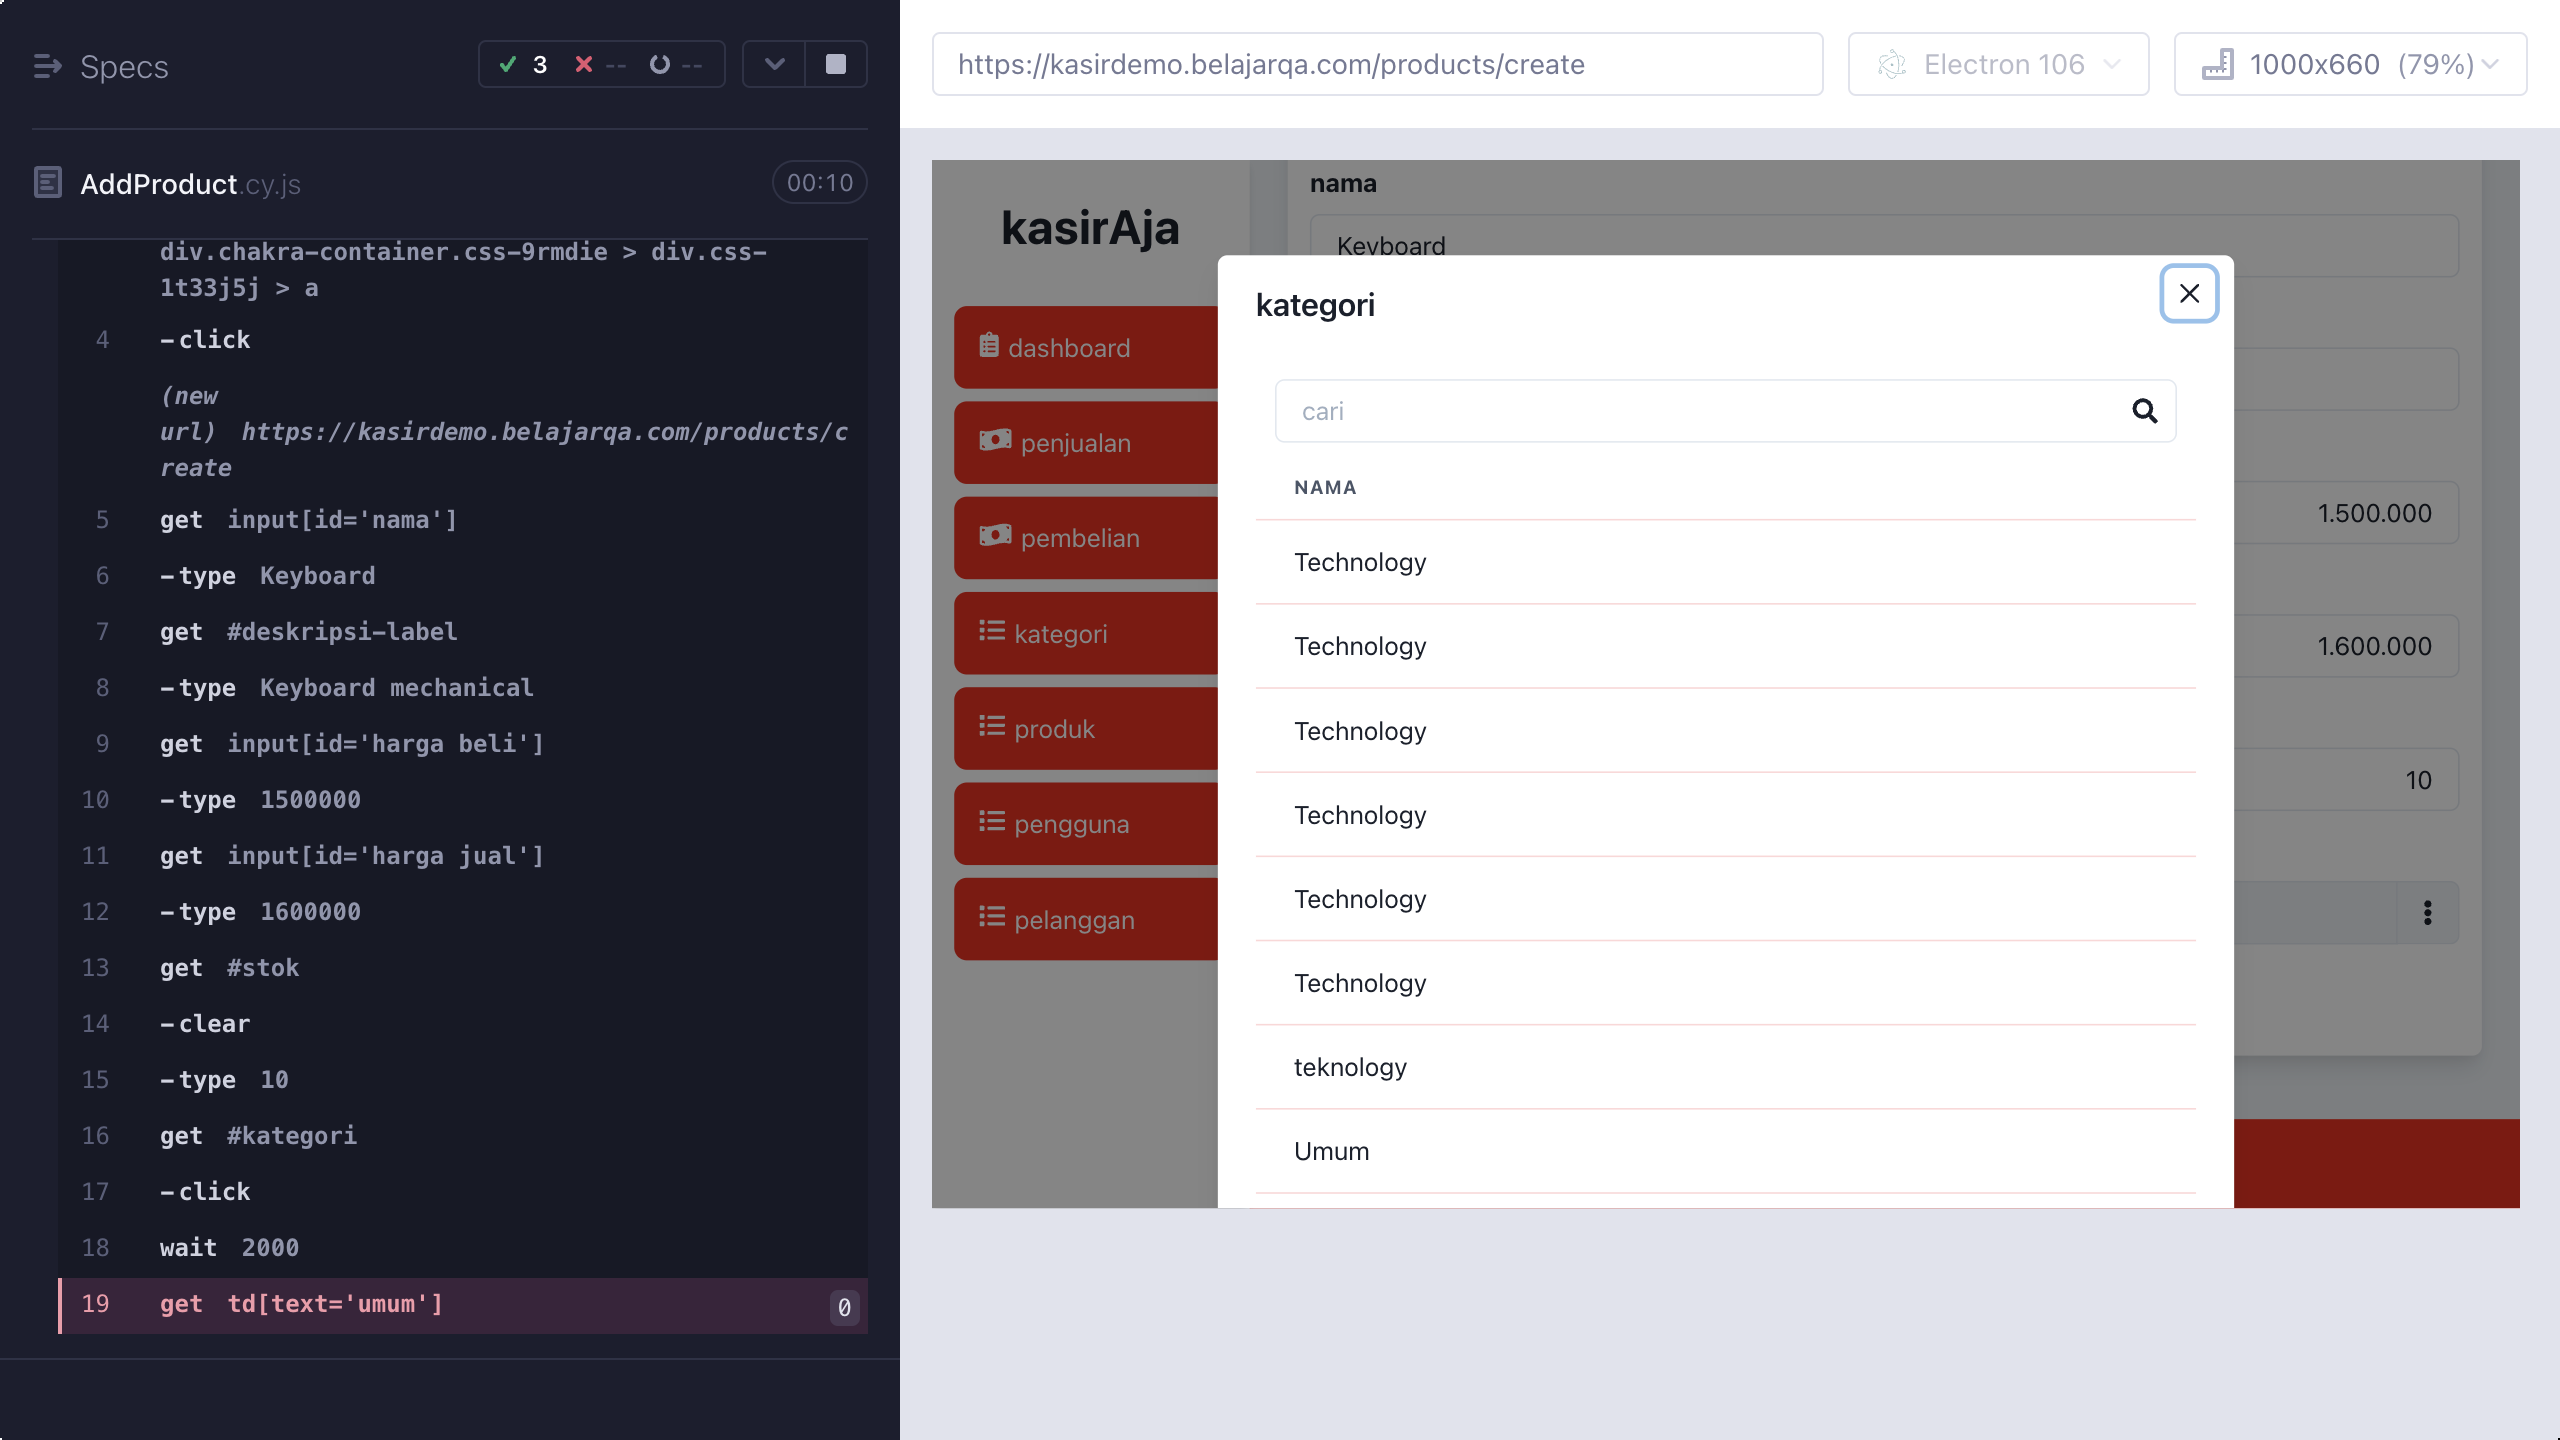 Specs
3 -- --
AddProduct.cy.js 00:10
div.chakra-container.css-9rmdie > div.css-
1t33j5j > a
4 -click
(new
url) https://kasirdemo.belajarqa.com/products/c
reate
5 get input[id='nama']
6 -type Keyboard
7 get #deskripsi-label
8 -type Keyboard mechanical
9 get input[id='harga beli']
10 -type 1500000
11 get input[id='harga jual']
12 -type 1600000
13 get #stok
14 -clear
15 -type 10
16 get #kategori
17 -click
18 wait 2000
19 get td[text='umum'] 0
https://kasirdemo.belajarqa.com/products/create
Electron 106
1000x660 (79%)
kasirAja
dashboard
penjualan
pembelian
kategori
produk
pengguna
pelanggan
nama
Keyboard
1.500.000
1.600.000
10
kategori
cari
NAMA
Technology
Technology
Technology
Technology
Technology
Technology
teknology
Umum